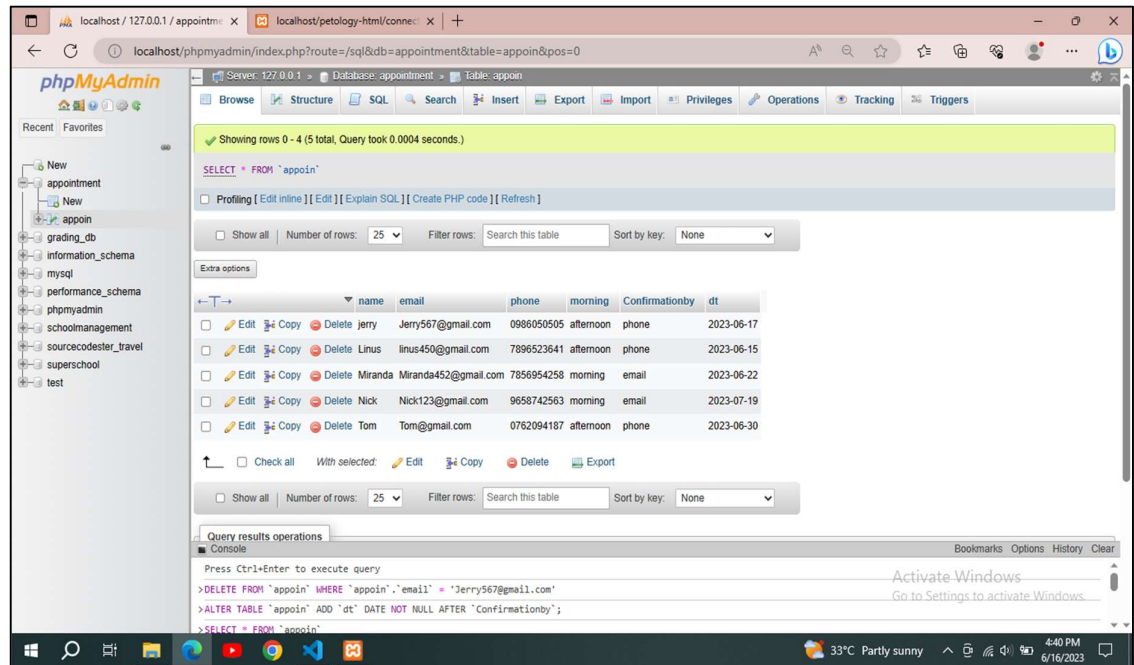 localhost / 127.0.0.1 / appointme
localhost/petology-html/connec
localhost/phpmyadmin/index.php?route=/sql&db=appointment&table=appoin&pos=0
phpMyAdmin
Recent Favorites
New
appointment
New
appoin
grading_db
information_schema
mysql
performance_schema
phpmyadmin
schoolmanagement
sourcecodester_travel
superschool
test
Server: 127.0.0.1 » Database: appointment » Table: appoin
Browse Structure SQL Search Insert Export Import Privileges Operations Tracking Triggers
Showing rows 0 - 4 (5 total, Query took 0.0004 seconds.)
SELECT * FROM `appoin`
Profiling [ Edit inline ] [ Edit ] [ Explain SQL ] [ Create PHP code ] [ Refresh ]
Show all | Number of rows: 25 Filter rows: Search this table Sort by key: None
Extra options
←T→ name email phone morning Confirmationby dt
Edit Copy Delete jerry Jerry567@gmail.com 0986050505 afternoon phone 2023-06-17
Edit Copy Delete Linus linus450@gmail.com 7896523641 afternoon phone 2023-06-15
Edit Copy Delete Miranda Miranda452@gmail.com 7856954258 morning email 2023-06-22
Edit Copy Delete Nick Nick123@gmail.com 9658742563 morning email 2023-07-19
Edit Copy Delete Tom Tom@gmail.com 0762094187 afternoon phone 2023-06-30
Check all With selected: Edit Copy Delete Export
Show all | Number of rows: 25 Filter rows: Search this table Sort by key: None
Query results operations
Console Bookmarks Options History Clear
Press Ctrl+Enter to execute query
>DELETE FROM `appoin` WHERE `appoin`.`email` = 'Jerry567@gmail.com'
>ALTER TABLE `appoin` ADD `dt` DATE NOT NULL AFTER `Confirmationby`;
>SELECT * FROM `appoin`
Activate Windows
Go to Settings to activate Windows.
33°C Partly sunny 4:40 PM
6/16/2023